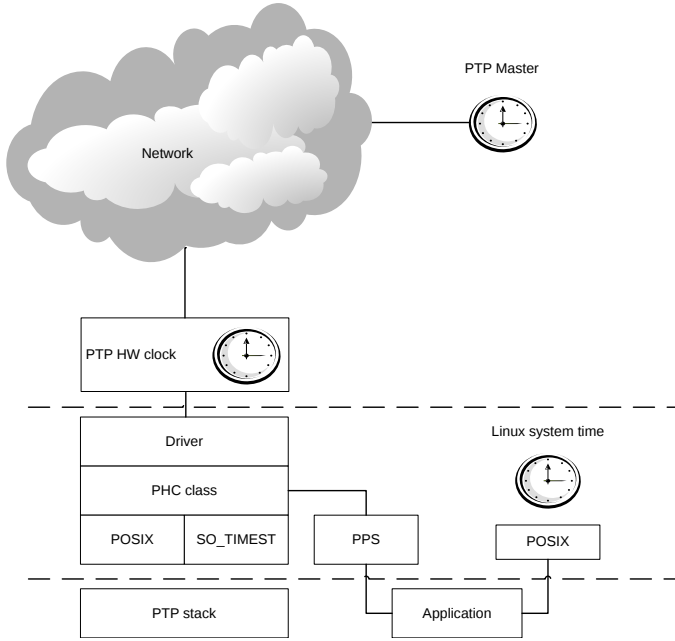 PTP Master
Network
PTP HW clock
Driver
Linux system time
PHC class
POSIX
SO_TIMEST
PPS
POSIX
PTP stack
Application